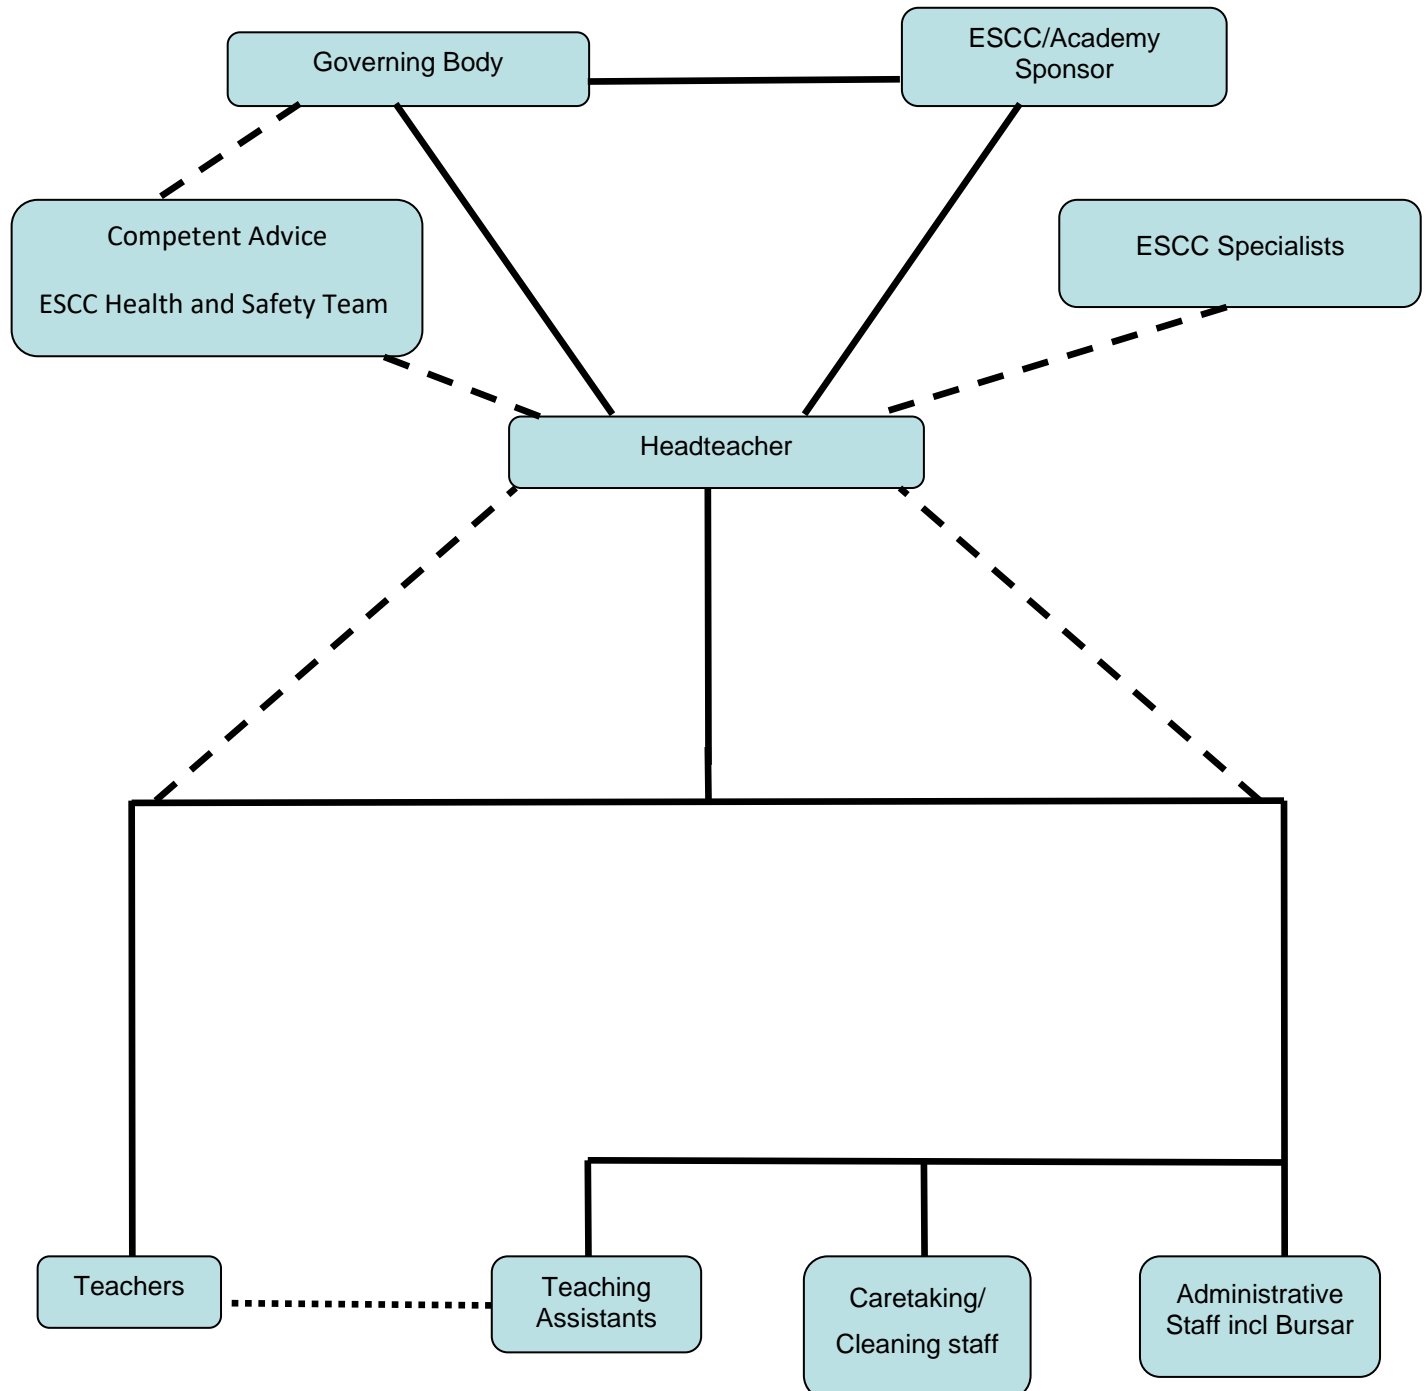 Governing Body
ESCC/Academy
Sponsor
Competent Advice
ESCC Health and Safety Team
ESCC Specialists
Headteacher
Teachers
Teaching
Assistants
Caretaking/
Cleaning staff
Administrative
Staff incl Bursar